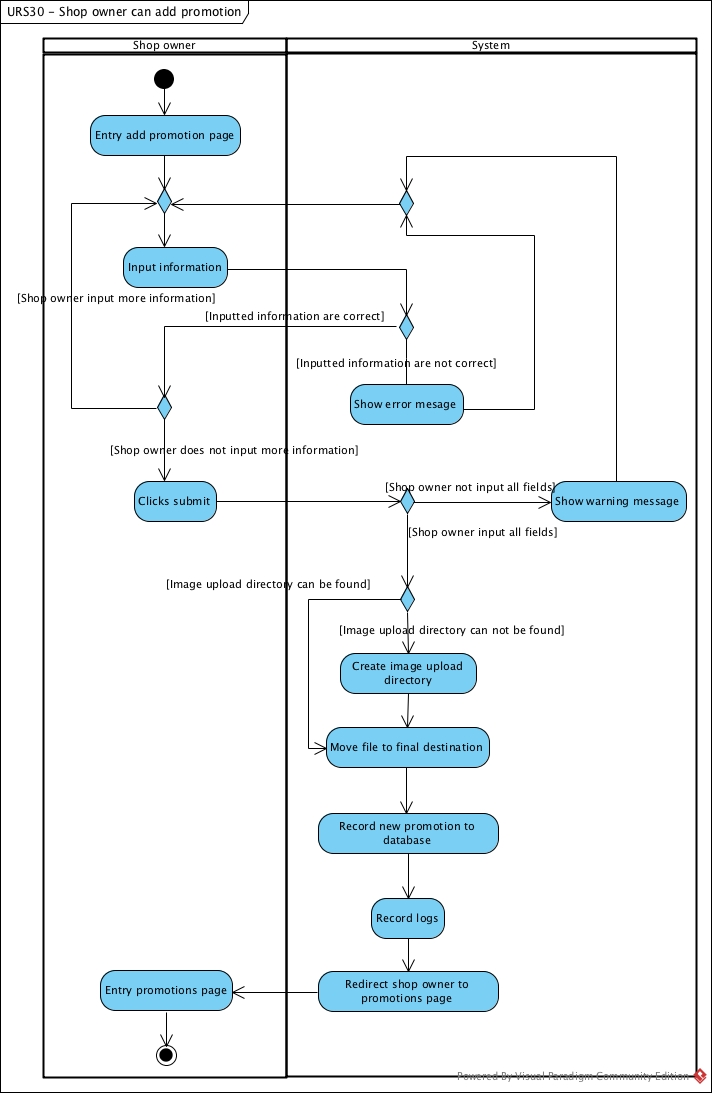 URS30 - Shop owner can add promotion
Shop owner
System
Entry add promotion page
Input information
[Shop owner input more information]
[Inputted information are correct]
[Inputted information are not correct]
Show error mesage
[Shop owner does not input more information]
Clicks submit
[Shop owner not input all fields]
Show warning message
[Shop owner input all fields]
[Image upload directory can be found]
[Image upload directory can not be found]
Create image upload
directory
Move file to final destination
Record new promotion to
database
Record logs
Redirect shop owner to
promotions page
Entry promotions page
Powered By Visual Paradigm Community Edition